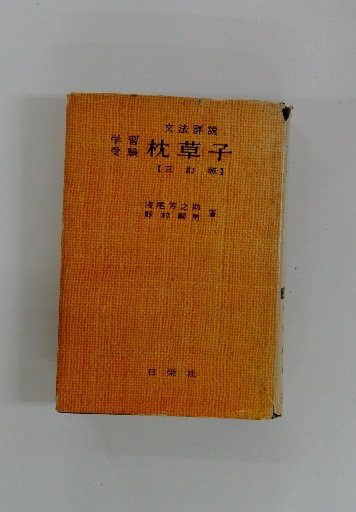 文法詳説
学習
受験
枕草子
【三訂版】
浅尾芳之助
野村嗣男
著
日栄社